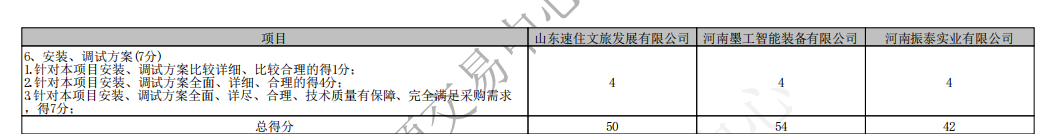 项目 山东速住文旅发展有限公司 河南墨工智能装备有限公司 河南振泰实业有限公司
6、安装、调试方案(7分)
1.针对本项目安装、调试方案比较详细、比较合理的得1分;
2.针对本项目安装、调试方案全面、详细、合理的得4分;
3.针对本项目安装、调试方案全面、详尽、合理、技术质量有保障、完全满足采购需求
,得7分;
4 4 4
总得分 50 54 42
源交易中心